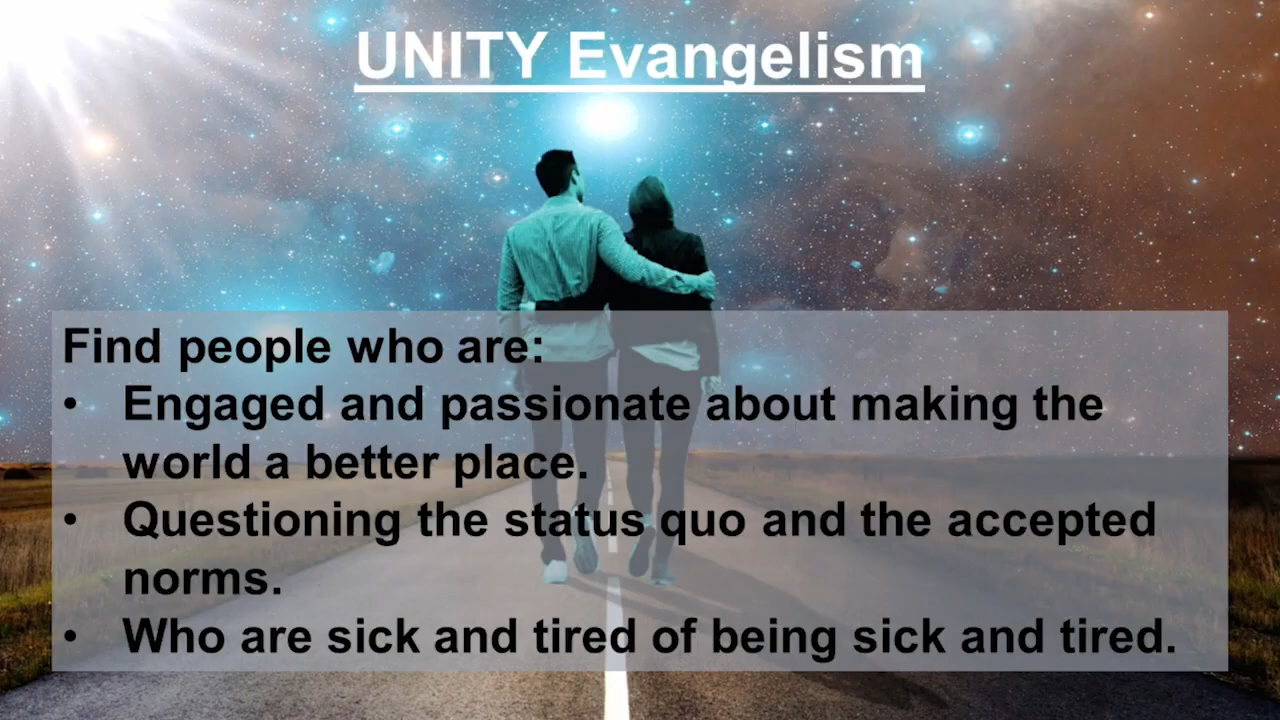 UNITY Evangelism
Find people who are:
• Engaged and passionate about making the
world a better place.
• Questioning the status quo and the accepted
norms.
• Who are sick and tired of being sick and tired.